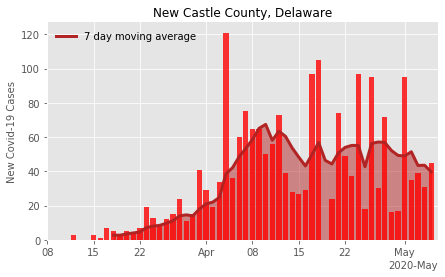 New Castle County, Delaware
7 day moving average
New Covid-19 Cases
120
100
80
60
40
20
0
08
15
22
Apr
08
15
22
May
2020-May